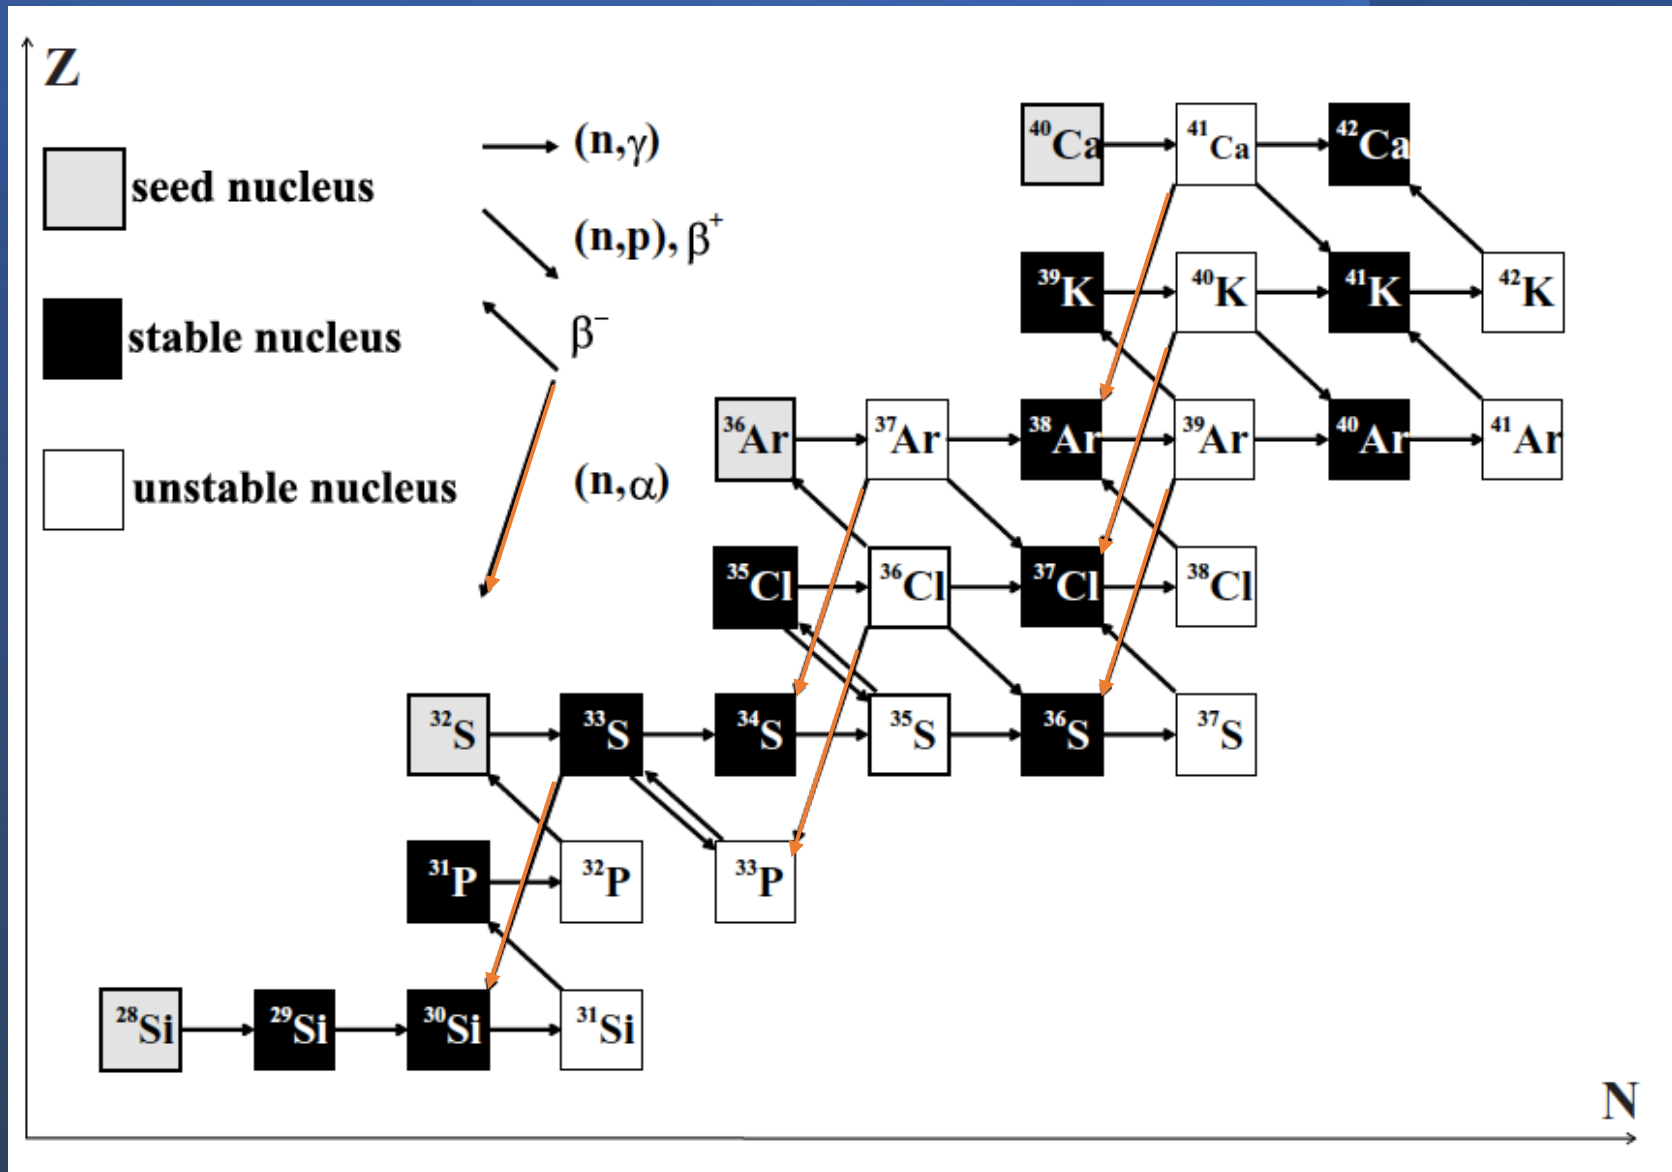 Z
seed nucleus
stable nucleus
unstable nucleus
(n,γ)
(n,p), β⁺
β⁻
(n,α)
⁴⁰Ca ⁴¹Ca ⁴²Ca
³⁹K ⁴⁰K ⁴¹K ⁴²K
³⁶Ar ³⁷Ar ³⁸Ar ³⁹Ar ⁴⁰Ar ⁴¹Ar
³⁵Cl ³⁶Cl ³⁷Cl ³⁸Cl
³²S ³³S ³⁴S ³⁵S ³⁶S ³⁷S
³¹P ³²P ³³P
²⁸Si ²⁹Si ³⁰Si ³¹Si
N